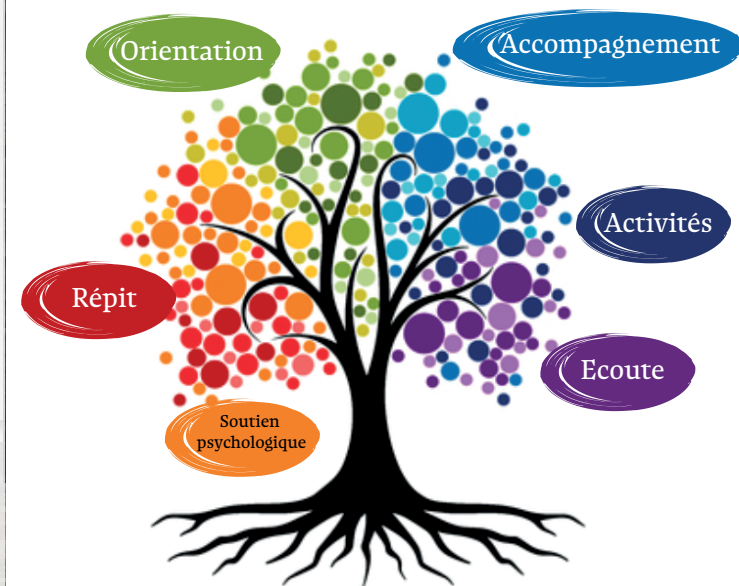 Orientation
Accompagnement
Activités
Répit
Ecoute
Soutien
psychologique